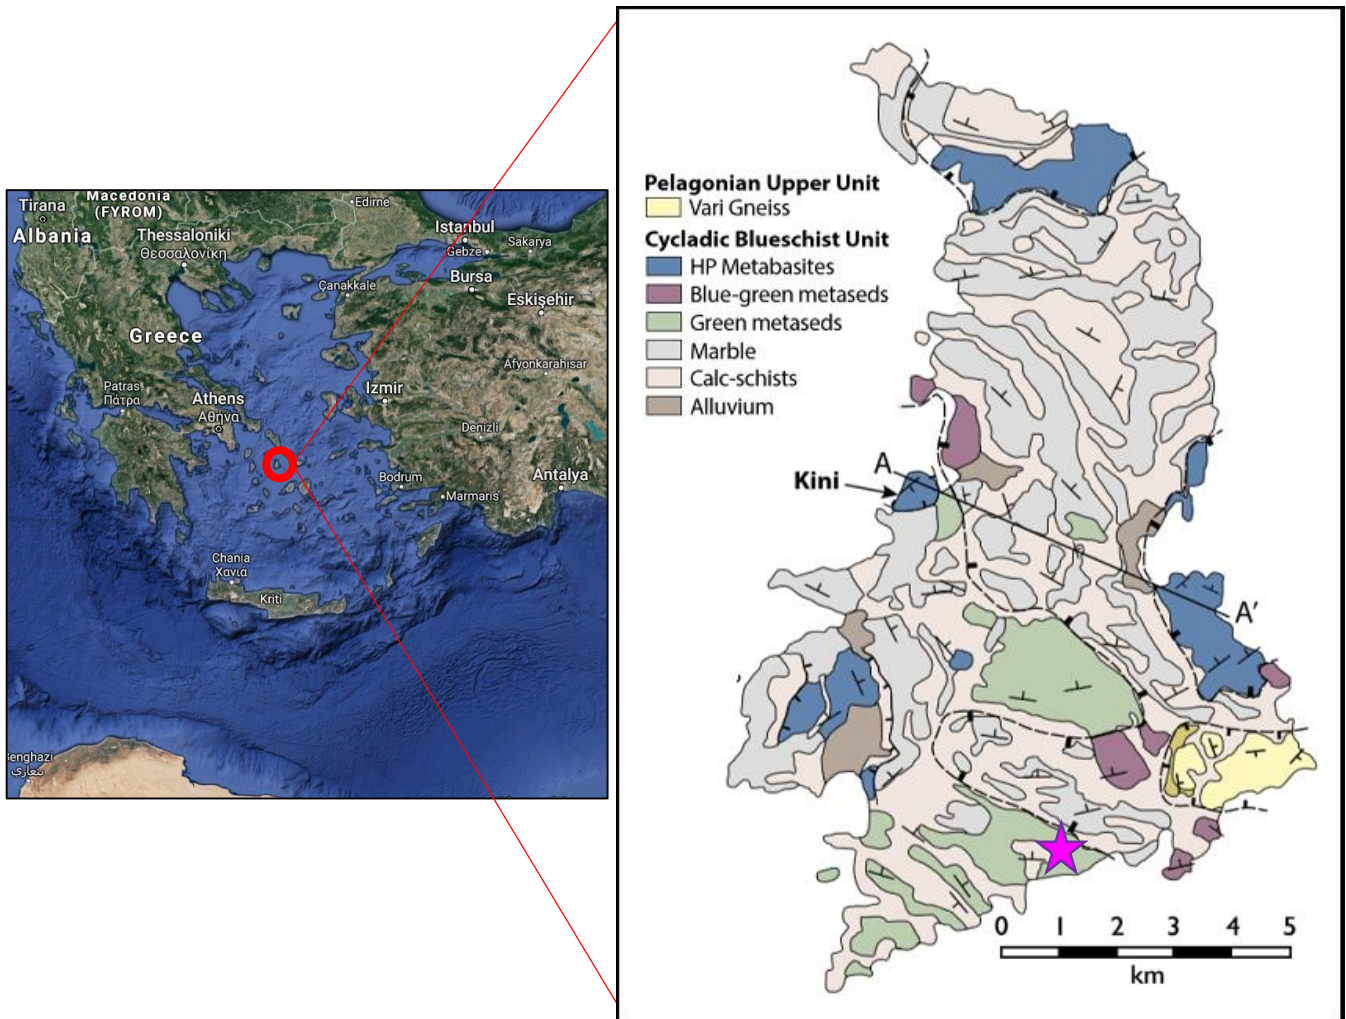 Macedonia
(FYROM)
Tirana
Albania
Edirne
Istanbul
Thessaloniki
Θεσσαλονίκη
Gebze
Sakarya
Bursa
Çanakkale
Eskişehir
Greece
Afyonkarahisar
Patras
Πάτρα
Athens
Αθήνα
Izmir
Denizli
Bodrum
Antalya
Marmaris
Chania
Χανιά
Kriti
Benghazi
بنغازي
Pelagonian Upper Unit
Vari Gneiss
Cycladic Blueschist Unit
HP Metabasites
Blue-green metaseds
Green metaseds
Marble
Calc-schists
Alluvium
A
Kini
A'
0 1 2 3 4 5
km